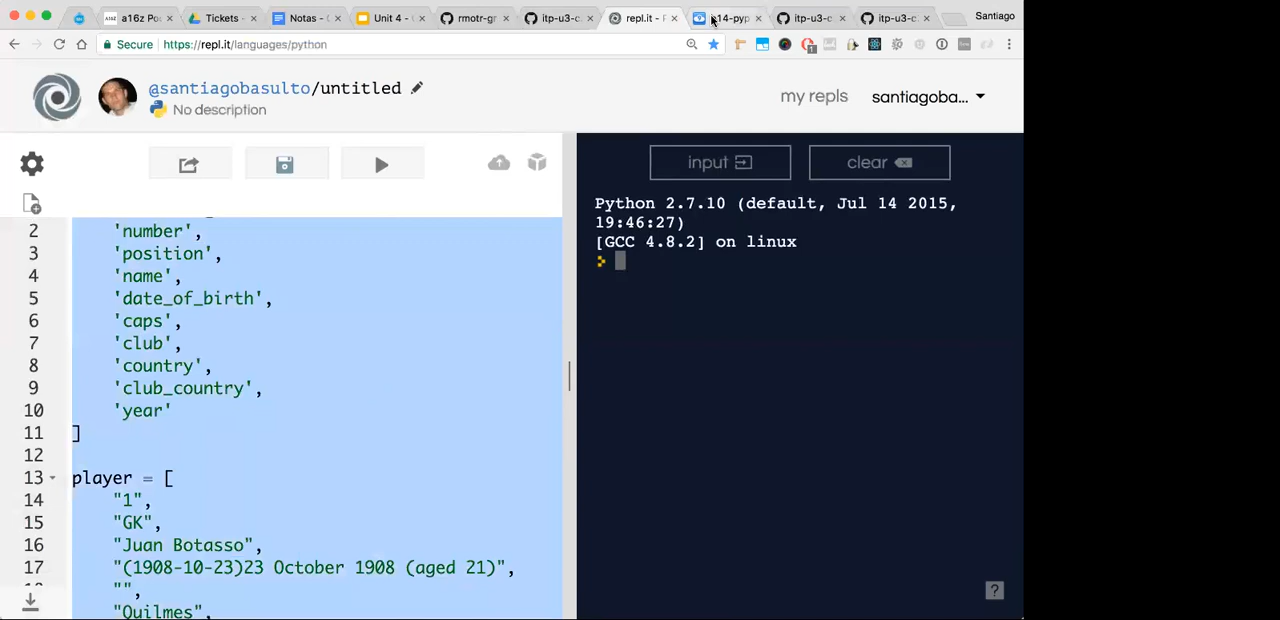 a16z Po
Tickets -
Notas - G
Unit 4 - G
rmotr-gr
itp-u3-c
repl.it - F
14-pyp
itp-u3-c
itp-u3-c
Santiago
Secure
https://repl.it/languages/python
@santiagobasulto/untitled
No description
my repls
santiagoba...
input
clear
2 'number',
3 'position',
4 'name',
5 'date_of_birth',
6 'caps',
7 'club',
8 'country',
9 'club_country',
10 'year'
11 ]
12
13 player = [
14 "1",
15 "GK",
16 "Juan Botasso",
17 "(1908-10-23)23 October 1908 (aged 21)",
"",
"Quilmes",
Python 2.7.10 (default, Jul 14 2015,
19:46:27)
[GCC 4.8.2] on linux
?